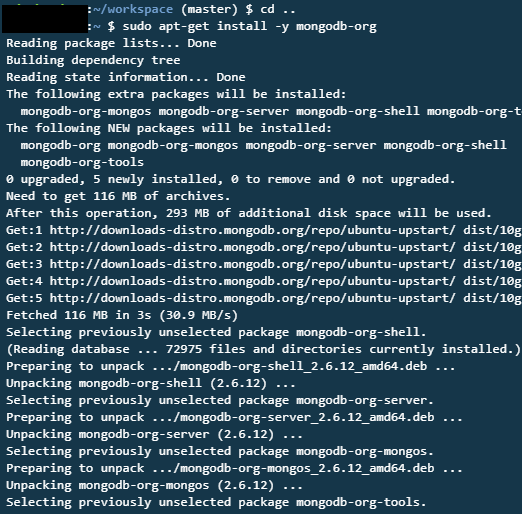 :~/workspace (master) $ cd ..
:~ $ sudo apt-get install -y mongodb-org
Reading package lists... Done
Building dependency tree
Reading state information... Done
The following extra packages will be installed:
mongodb-org-mongos mongodb-org-server mongodb-org-shell mongodb-org-t
The following NEW packages will be installed:
mongodb-org mongodb-org-mongos mongodb-org-server mongodb-org-shell
mongodb-org-tools
0 upgraded, 5 newly installed, 0 to remove and 0 not upgraded.
Need to get 116 MB of archives.
After this operation, 293 MB of additional disk space will be used.
Get:1 http://downloads-distro.mongodb.org/repo/ubuntu-upstart/ dist/10g
Get:2 http://downloads-distro.mongodb.org/repo/ubuntu-upstart/ dist/10g
Get:3 http://downloads-distro.mongodb.org/repo/ubuntu-upstart/ dist/10g
Get:4 http://downloads-distro.mongodb.org/repo/ubuntu-upstart/ dist/10g
Get:5 http://downloads-distro.mongodb.org/repo/ubuntu-upstart/ dist/10g
Fetched 116 MB in 3s (30.9 MB/s)
Selecting previously unselected package mongodb-org-shell.
(Reading database ... 72975 files and directories currently installed.)
Preparing to unpack .../mongodb-org-shell_2.6.12_amd64.deb ...
Unpacking mongodb-org-shell (2.6.12) ...
Selecting previously unselected package mongodb-org-server.
Preparing to unpack .../mongodb-org-server_2.6.12_amd64.deb ...
Unpacking mongodb-org-server (2.6.12) ...
Selecting previously unselected package mongodb-org-mongos.
Preparing to unpack .../mongodb-org-mongos_2.6.12_amd64.deb ...
Unpacking mongodb-org-mongos (2.6.12) ...
Selecting previously unselected package mongodb-org-tools.